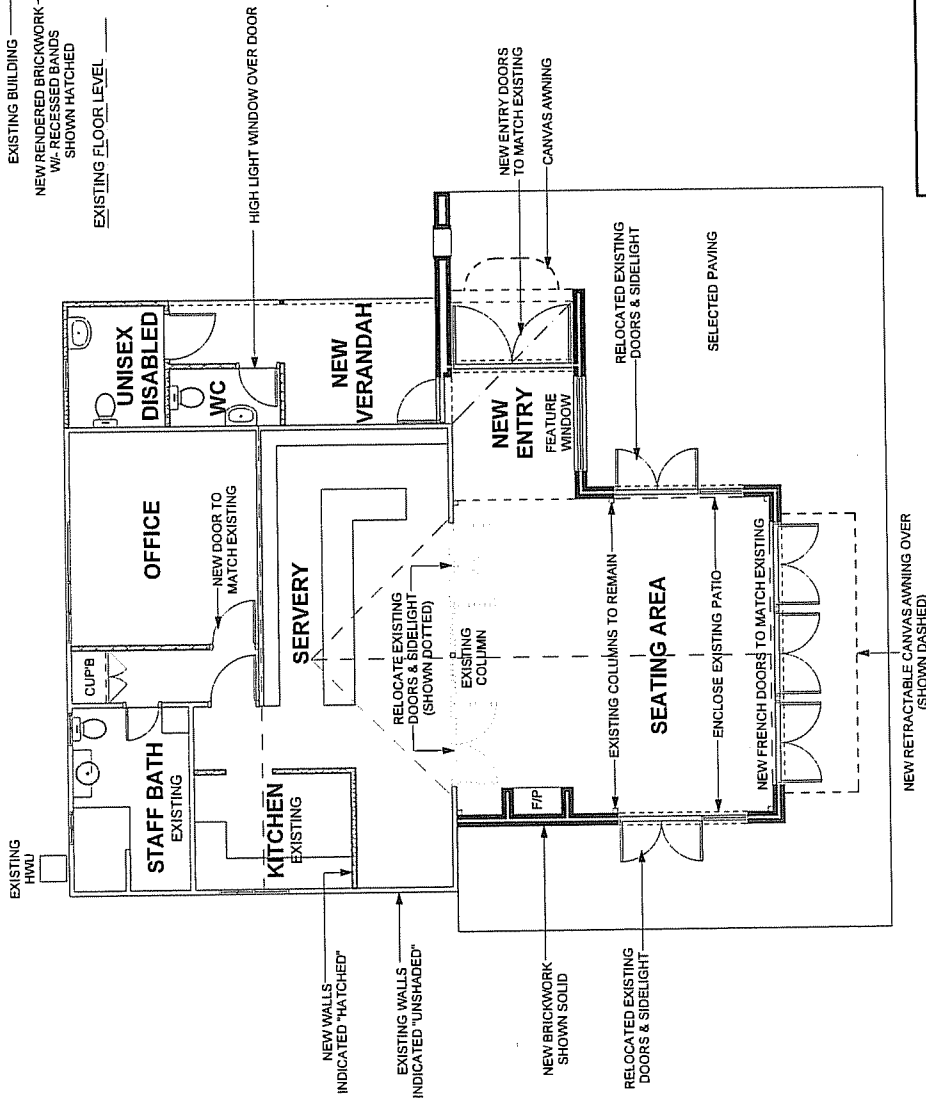 EXISTING BUILDING
NEW RENDERED BRICKWORK
W/- RECESSED BANDS
SHOWN HATCHED
EXISTING FLOOR LEVEL
HIGH LIGHT WINDOW OVER DOOR
NEW ENTRY DOORS
TO MATCH EXISTING
CANVAS AWNING
RELOCATED EXISTING
DOORS & SIDELIGHT
SELECTED PAVING
UNISEX
DISABLED
WC
NEW
VERANDAH
NEW
ENTRY
FEATURE
WINDOW
OFFICE
NEW DOOR TO
MATCH EXISTING
CUP'B
SERVERY
RELOCATE EXISTING
DOORS & SIDELIGHT
(SHOWN DOTTED)
EXISTING
COLUMN
EXISTING COLUMNS TO REMAIN
SEATING AREA
ENCLOSE EXISTING PATIO
NEW FRENCH DOORS TO MATCH EXISTING
NEW RETRACTABLE CANVAS AWNING OVER
(SHOWN DASHED)
STAFF BATH
EXISTING
KITCHEN
EXISTING
F/P
EXISTING
HWU
NEW WALLS
INDICATED "HATCHED"
EXISTING WALLS
INDICATED "UNSHADED"
NEW BRICKWORK
SHOWN SOLID
RELOCATED EXISTING
DOORS & SIDELIGHT